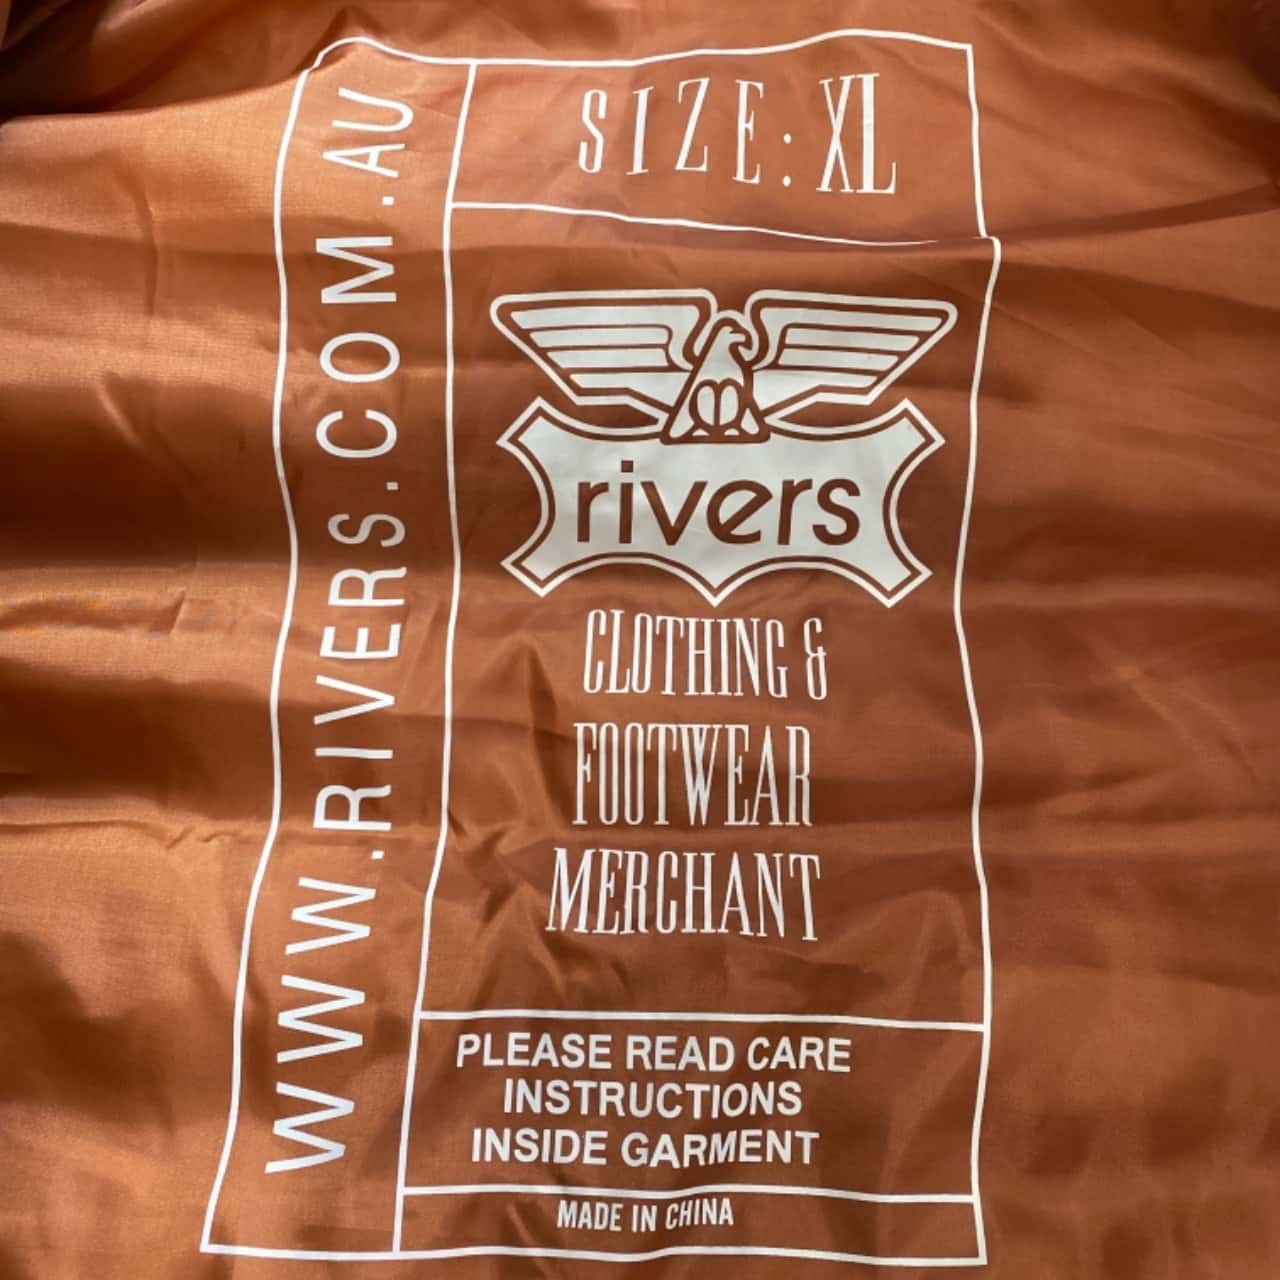 SIZE: XL
rivers
CLOTHING &
FOOTWEAR
MERCHANT
PLEASE READ CARE
INSTRUCTIONS
INSIDE GARMENT
MADE IN CHINA
WWW.RIVERS.COM.AU